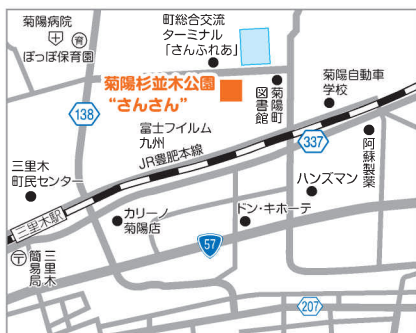 菊陽病院
育
ぽっぽ保育園
町総合交流
ターミナル
「さんふれあ」
菊陽杉並木公園
“さんさん”
菊陽町
図書館
菊陽自動車
学校
138
富士フイルム
九州
JR豊肥本線
337
阿蘇製薬
三里木
町民センター
ハンズマン
三里木駅
カリーノ
菊陽店
ドン・キホーテ
57
三里木
簡易局
207